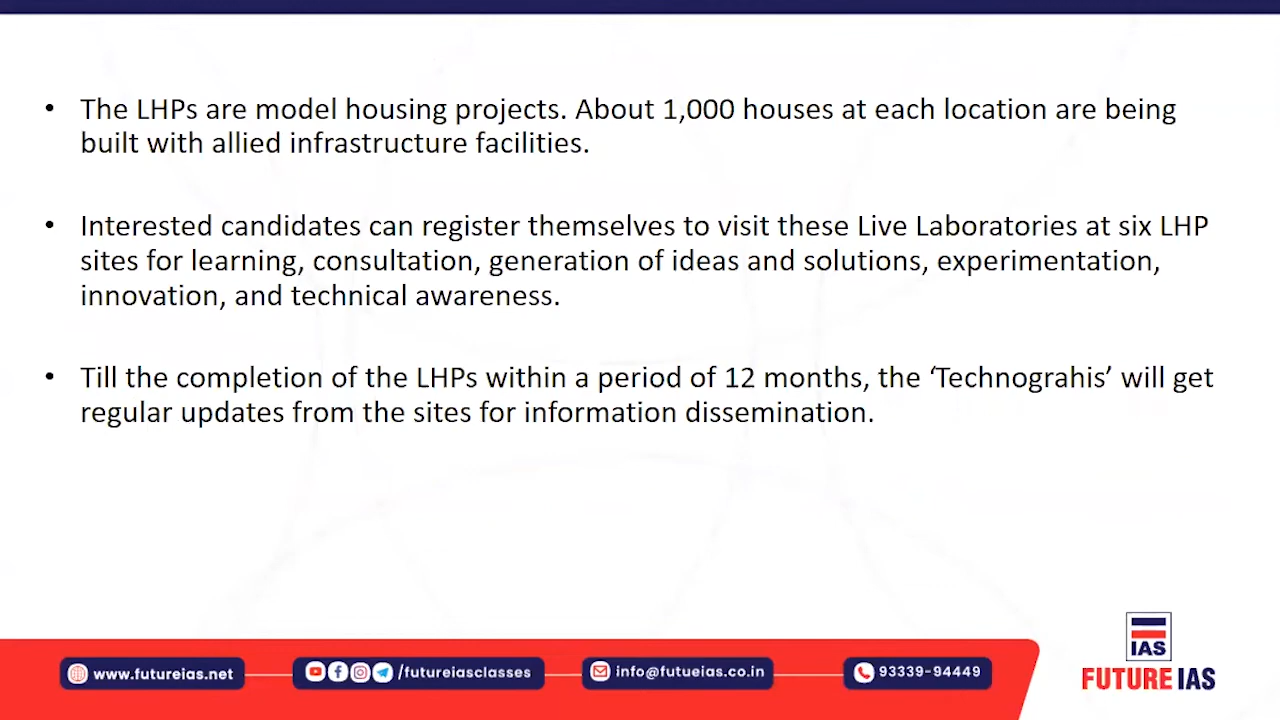 • The LHPs are model housing projects. About 1,000 houses at each location are being
built with allied infrastructure facilities.
• Interested candidates can register themselves to visit these Live Laboratories at six LHP
sites for learning, consultation, generation of ideas and solutions, experimentation,
innovation, and technical awareness.
• Till the completion of the LHPs within a period of 12 months, the ‘Technograhis’ will get
regular updates from the sites for information dissemination.
www.futureias.net
/futureiasclasses
info@futueias.co.in
93339-94449
IAS
FUTURE IAS